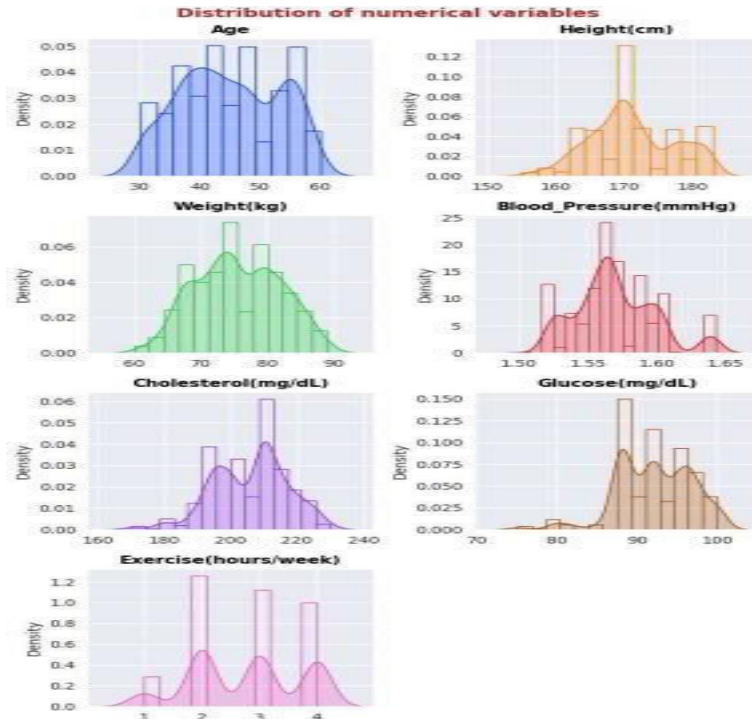 Distribution of numerical variables
Age
Density
0.05
0.04
0.03
0.02
0.01
0.00
30 40 50 60
Height(cm)
Density
0.12
0.10
0.08
0.06
0.04
0.02
0.00
150 160 170 180
Weight(kg)
Density
0.06
0.04
0.02
0.00
60 70 80 90
Blood_Pressure(mmHg)
Density
25
20
15
10
5
0
1.50 1.55 1.60 1.65
Cholesterol(mg/dL)
Density
0.06
0.05
0.04
0.03
0.02
0.01
0.00
160 180 200 220 240
Glucose(mg/dL)
Density
0.150
0.125
0.100
0.075
0.050
0.025
0.000
70 80 90 100
Exercise(hours/week)
Density
1.2
1.0
0.8
0.6
0.4
0.2
0.0
1 2 3 4